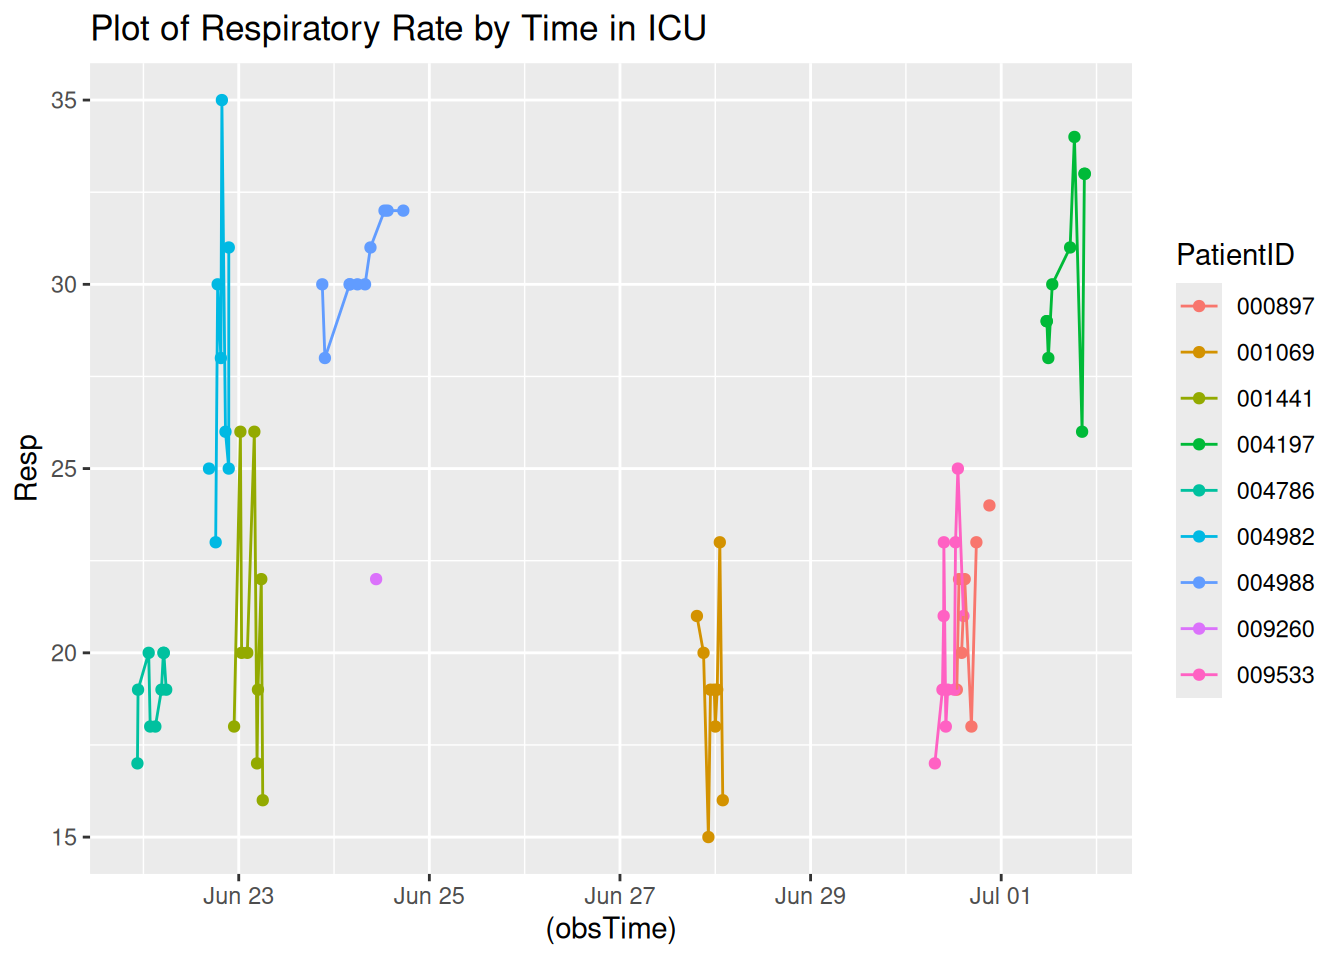 Plot of Respiratory Rate by Time in ICU
35
30
25
20
15
Resp
Jun 23
Jun 25
Jun 27
Jun 29
Jul 01
(obsTime)
PatientID
000897
001069
001441
004197
004786
004982
004988
009260
009533